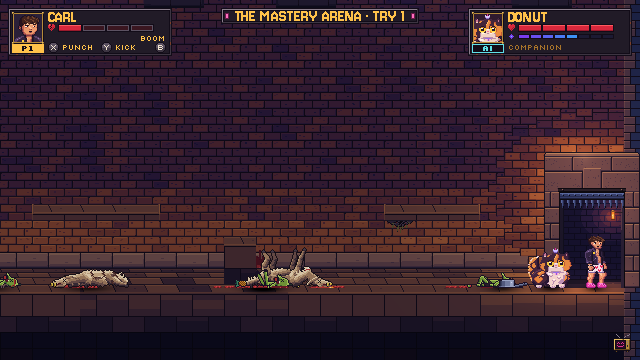 CARL
BOOM
P1
X PUNCH Y KICK B
THE MASTERY ARENA · TRY 1
DONUT
AI
COMPANION